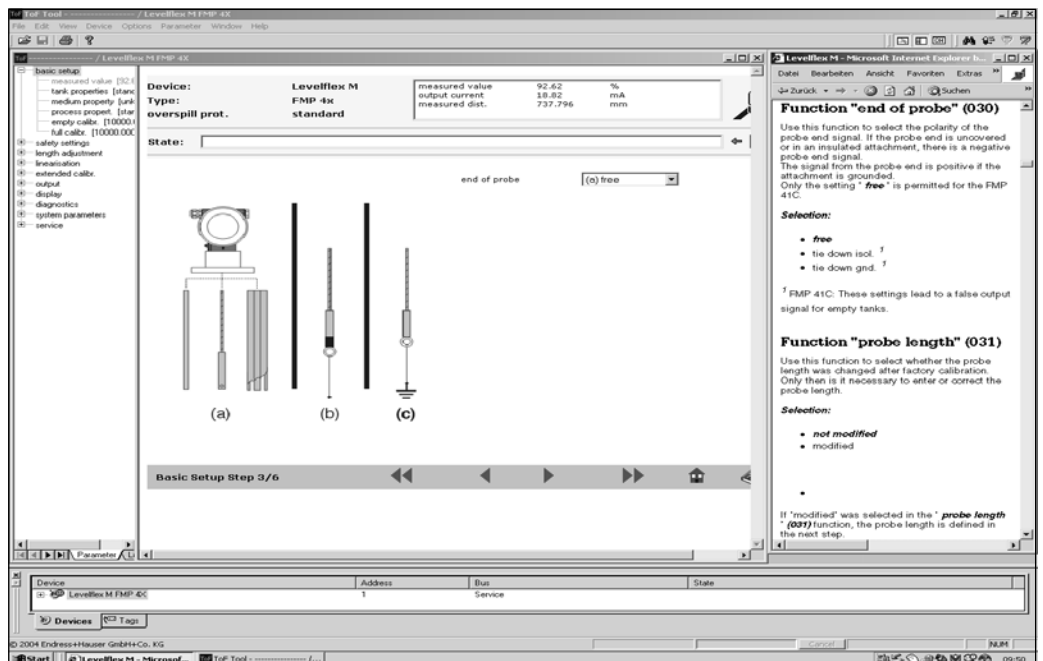 ToF Tool - ---------------- / Levelflex M FMP 4X
File Edit View Device Options Parameter Window Help
---------------- / Levelflex M FMP 4X
basic setup
measured value [92.6
tank properties [stanc
medium property [unk
process propert. [star
empty calibr. [10000.0
full calibr. [10000.000
safety settings
length adjustment
linearisation
extended calibr.
output
display
diagnostics
system parameters
service
Parameter
Device: Levelflex M
Type: FMP 4x
overspill prot. standard
measured value 92.62 %
output current 18.82 mA
measured dist. 737.796 mm
State:
end of probe (a) free
(a) (b) (c)
Basic Setup Step 3/6
Levelflex M - Microsoft Internet Explorer b...
Datei Bearbeiten Ansicht Favoriten Extras »
Zurück Suchen »
Function "end of probe" (030)
Use this function to select the polarity of the
probe end signal. If the probe end is uncovered
or in an insulated attachment, there is a negative
probe end signal.
The signal from the probe end is positive if the
attachment is grounded.
Only the setting " free " is permitted for the FMP
41C.
Selection:
• free
• tie down isol. 1
• tie down gnd. 1
1 FMP 41C: These settings lead to a false output
signal for empty tanks.
Function "probe length" (031)
Use this function to select whether the probe
length was changed after factory calibration.
Only then is it necessary to enter or correct the
probe length.
Selection:
• not modified
• modified
•
If "modified" was selected in the " probe length
" (031) function, the probe length is defined in
the next step.
Device Address Bus State
Levelflex M FMP 4X 1 Service
Devices Tags
© 2004 Endress+Hauser GmbH+Co. KG Cancel NUM
Start Levelflex M - Microsof... ToF Tool - ---------------- /... 09:50